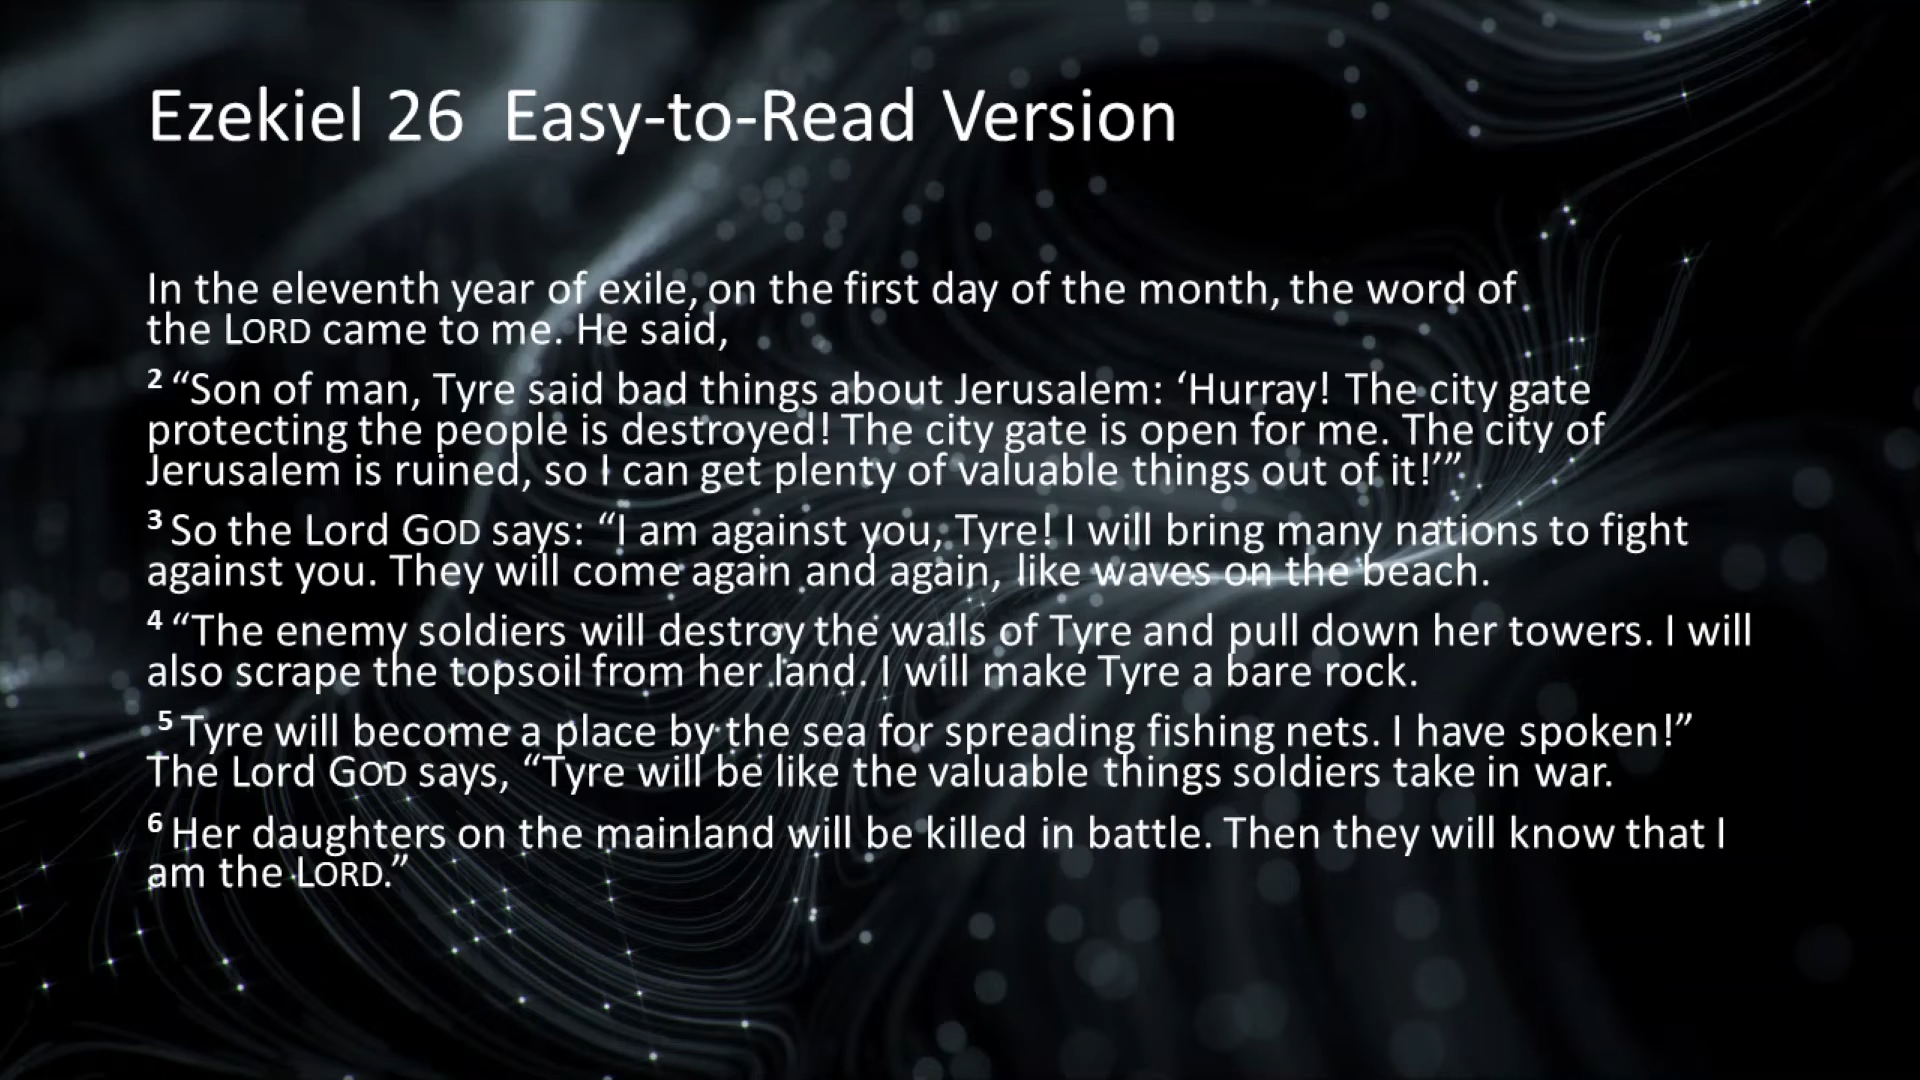 Ezekiel 26  Easy-to-Read Version
In the eleventh year of exile, on the first day of the month, the word of
the LORD came to me. He said,
2 “Son of man, Tyre said bad things about Jerusalem: ‘Hurray! The city gate
protecting the people is destroyed! The city gate is open for me. The city of
Jerusalem is ruined, so I can get plenty of valuable things out of it!’”
3 So the Lord GOD says: “I am against you, Tyre! I will bring many nations to fight
against you. They will come again and again, like waves on the beach.
4 “The enemy soldiers will destroy the walls of Tyre and pull down her towers. I will
also scrape the topsoil from her land. I will make Tyre a bare rock.
5 Tyre will become a place by the sea for spreading fishing nets. I have spoken!”
The Lord GOD says, “Tyre will be like the valuable things soldiers take in war.
6 Her daughters on the mainland will be killed in battle. Then they will know that I
am the LORD.”